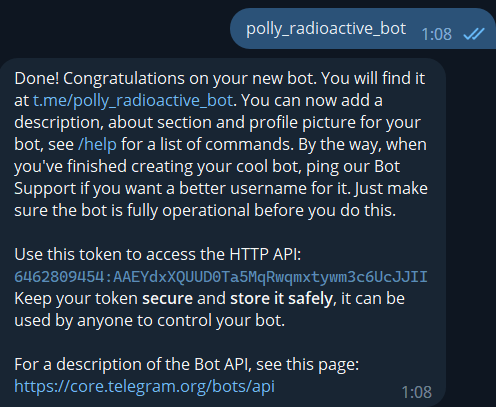 polly_radioactive_bot 1:08
Done! Congratulations on your new bot. You will find it
at t.me/polly_radioactive_bot. You can now add a
description, about section and profile picture for your
bot, see /help for a list of commands. By the way, when
you've finished creating your cool bot, ping our Bot
Support if you want a better username for it. Just make
sure the bot is fully operational before you do this.
Use this token to access the HTTP API:
6462809454:AAEYdxXQUUD0Ta5MqRwqmxtywm3c6UcJJII
Keep your token secure and store it safely, it can be
used by anyone to control your bot.
For a description of the Bot API, see this page:
https://core.telegram.org/bots/api 1:08